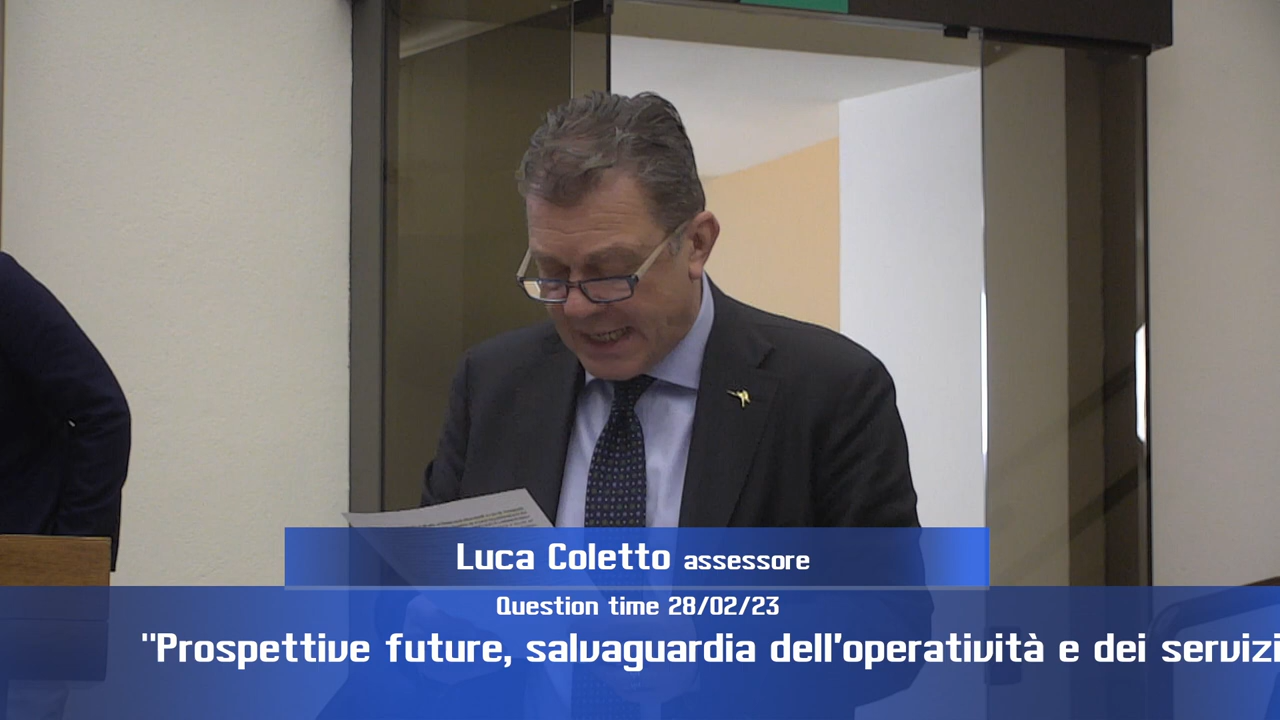 Luca Coletto assessore
Question time 28/02/23
"Prospettive future, salvaguardia dell'operatività e dei servizi